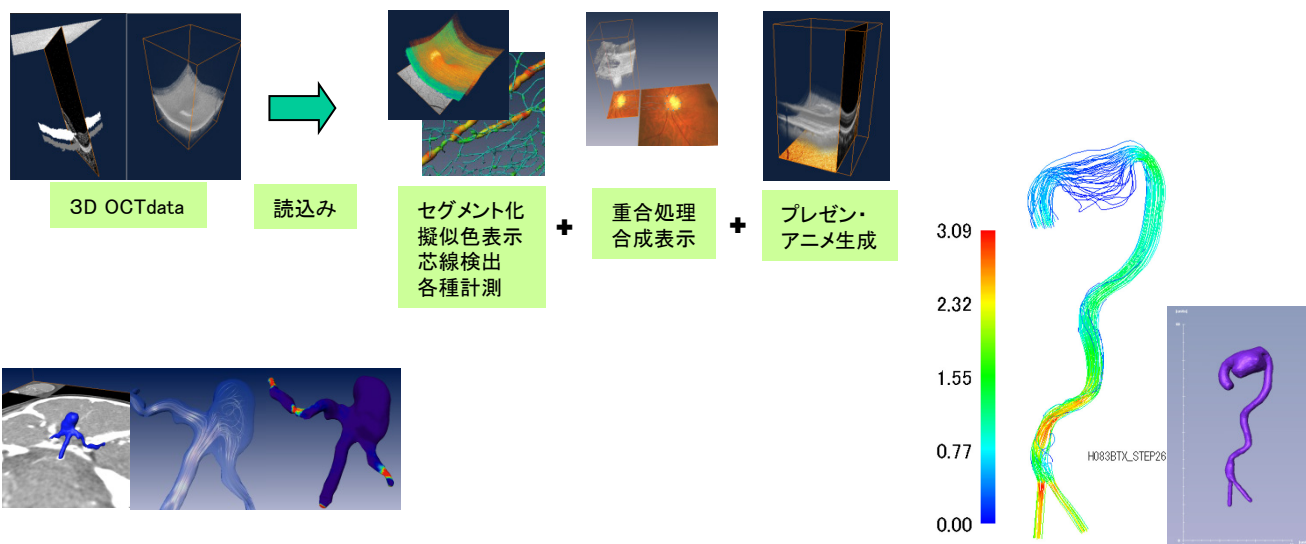 3D OCTdata
読込み
セグメント化
擬似色表示
芯線検出
各種計測
+
重合処理
合成表示
+
プレゼン・
アニメ生成
3.09
2.32
1.55
0.77
0.00
H083BTX_STEP26